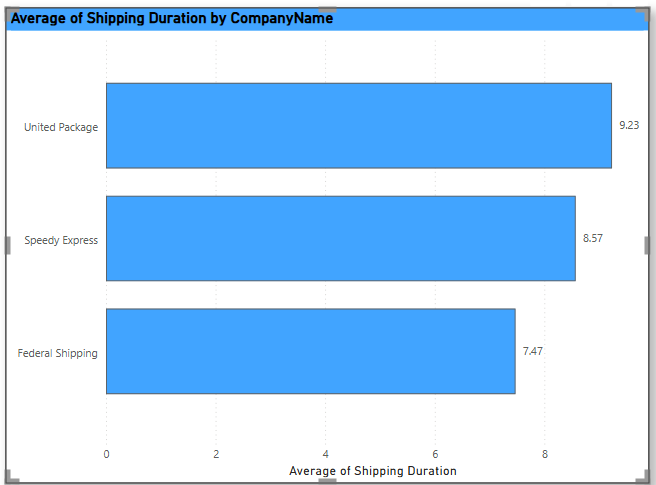 Average of Shipping Duration by CompanyName
United Package
9.23
Speedy Express
8.57
Federal Shipping
7.47
0 2 4 6 8
Average of Shipping Duration